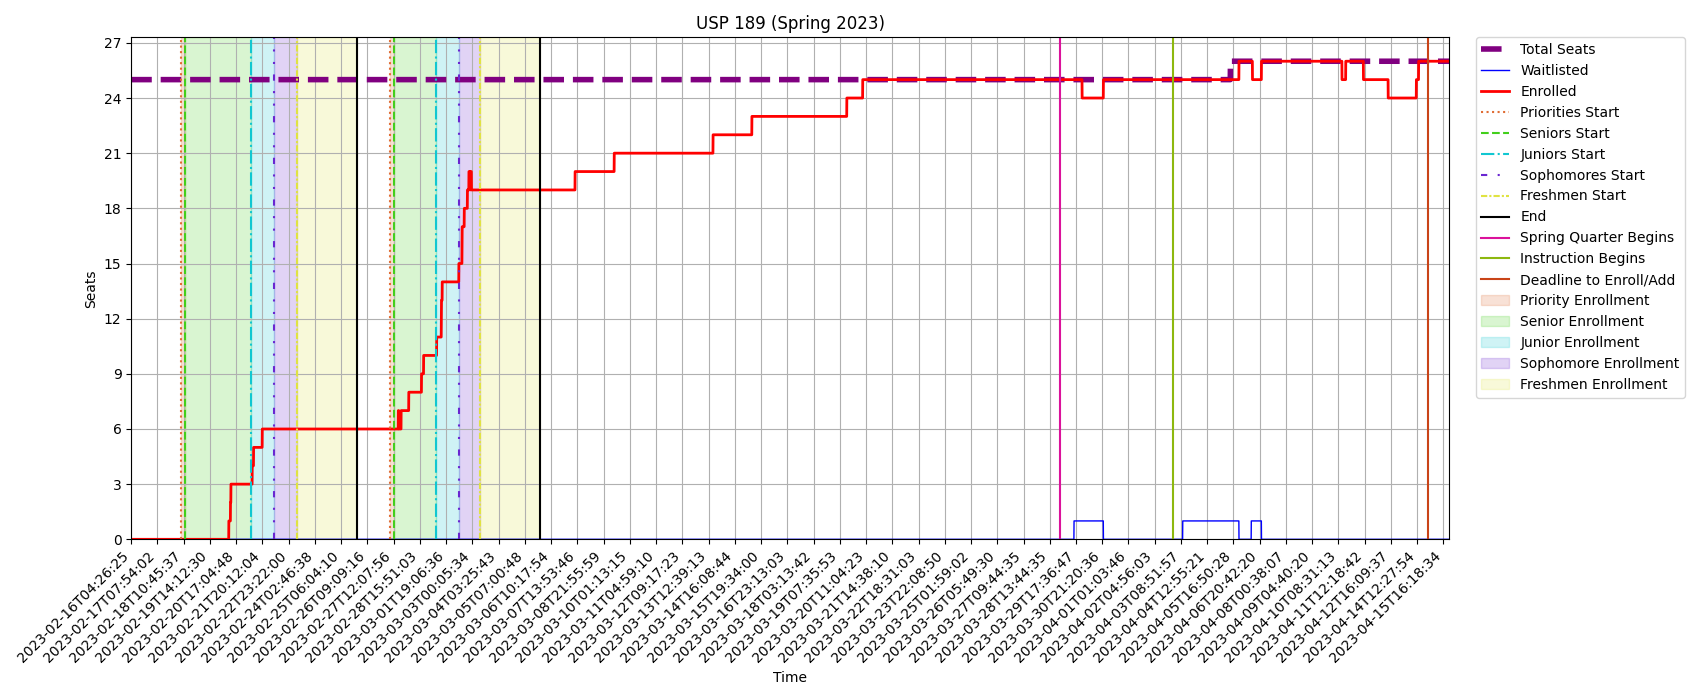 USP 189 (Spring 2023)
27
24
21
18
15
12
9
6
3
0
Seats
2023-02-16T04:26:25
2023-02-17T07:54:02
2023-02-18T10:45:37
2023-02-19T14:12:30
2023-02-20T17:04:48
2023-02-21T20:12:04
2023-02-22T23:22:00
2023-02-24T02:46:38
2023-02-25T06:04:10
2023-02-26T09:09:16
2023-02-27T12:07:56
2023-02-28T15:51:03
2023-03-01T19:06:36
2023-03-03T00:05:34
2023-03-04T03:25:43
2023-03-05T07:00:48
2023-03-06T10:17:54
2023-03-07T13:53:46
2023-03-08T21:55:59
2023-03-10T01:13:15
2023-03-11T04:59:10
2023-03-12T09:17:23
2023-03-13T12:39:13
2023-03-14T16:08:44
2023-03-15T19:34:00
2023-03-16T23:13:03
2023-03-18T03:13:42
2023-03-19T07:35:53
2023-03-20T11:04:23
2023-03-21T14:38:10
2023-03-22T18:31:03
2023-03-23T22:08:50
2023-03-25T01:59:02
2023-03-26T05:49:30
2023-03-27T09:44:35
2023-03-28T13:44:35
2023-03-29T17:36:47
2023-03-30T21:20:36
2023-04-01T01:03:46
2023-04-02T04:56:03
2023-04-03T08:51:57
2023-04-04T12:55:21
2023-04-05T16:50:28
2023-04-06T20:42:20
2023-04-08T00:38:07
2023-04-09T04:40:20
2023-04-10T08:31:13
2023-04-11T12:18:42
2023-04-12T16:09:37
2023-04-14T12:27:54
2023-04-15T16:18:34
Time
Total Seats
Waitlisted
Enrolled
Priorities Start
Seniors Start
Juniors Start
Sophomores Start
Freshmen Start
End
Spring Quarter Begins
Instruction Begins
Deadline to Enroll/Add
Priority Enrollment
Senior Enrollment
Junior Enrollment
Sophomore Enrollment
Freshmen Enrollment